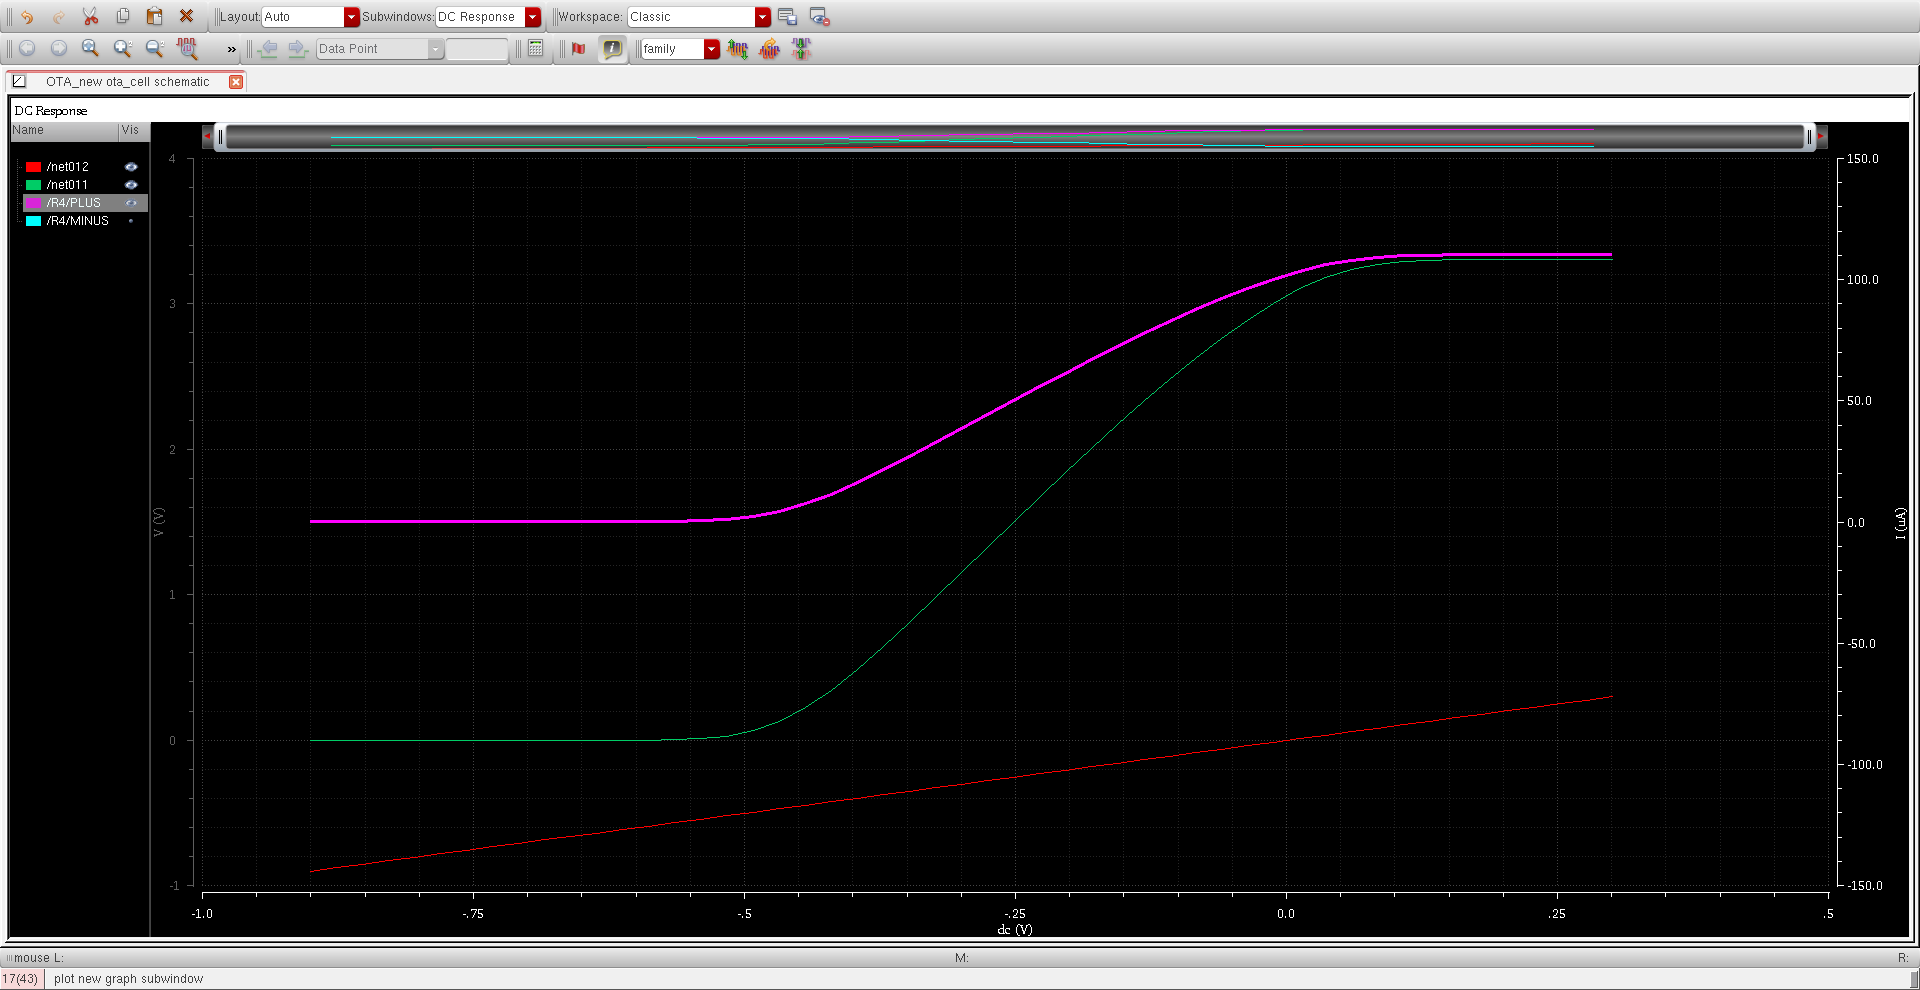 Layout: Auto Subwindows: DC Response Workspace: Classic
» Data Point family
OTA_new ota_cell schematic
DC Response
Name Vis
/net012
/net011
/R4/PLUS
/R4/MINUS
4
3
2
1
0
-1
V (V)
150.0
100.0
50.0
0.0
-50.0
-100.0
-150.0
I (uA)
-1.0 -.75 -.5 -.25 0.0 .25 .5
dc (V)
mouse L: M: R:
17(43) plot new graph subwindow